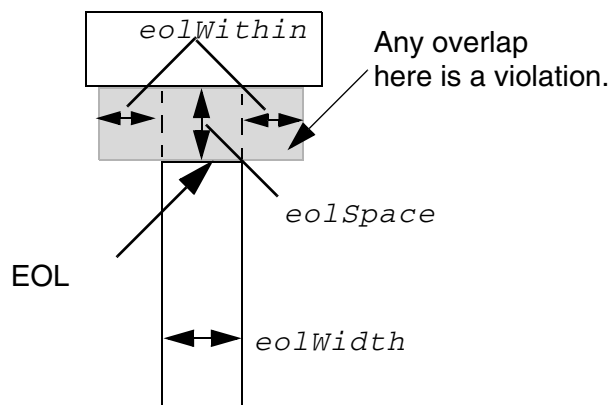 eolWithin
Any overlap
here is a violation.
eolSpace
EOL
eolWidth